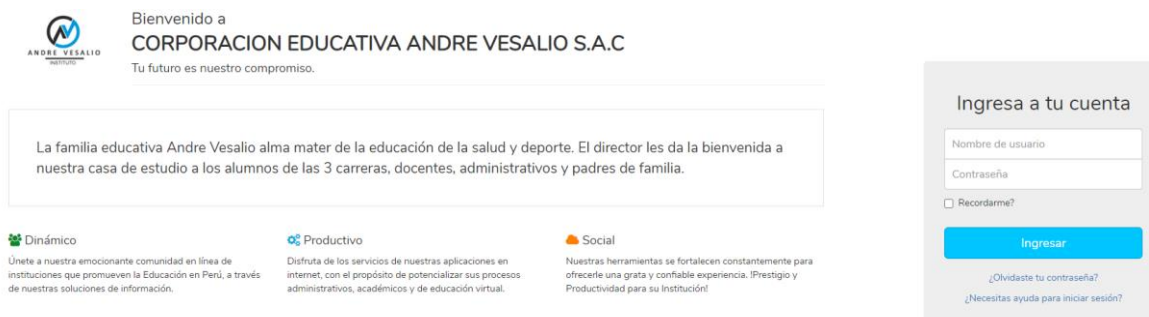 ANDRE VESALIO
INSTITUTO
Bienvenido a
CORPORACION EDUCATIVA ANDRE VESALIO S.A.C
Tu futuro es nuestro compromiso.
La familia educativa Andre Vesalio alma mater de la educación de la salud y deporte. El director les da la bienvenida a
nuestra casa de estudio a los alumnos de las 3 carreras, docentes, administrativos y padres de familia.
Dinámico
Únete a nuestra emocionante comunidad en línea de
instituciones que promueven la Educación en Perú, a través
de nuestras soluciones de información.
Productivo
Disfruta de los servicios de nuestras aplicaciones en
internet, con el propósito de potencializar sus procesos
administrativos, académicos y de educación virtual.
Social
Nuestras herramientas se fortalecen constantemente para
ofrecerle una grata y confiable experiencia. !Prestigio y
Productividad para su Institución!
Ingresa a tu cuenta
Nombre de usuario
Contraseña
Recordarme?
Ingresar
¿Olvidaste tu contraseña?
¿Necesitas ayuda para iniciar sesión?